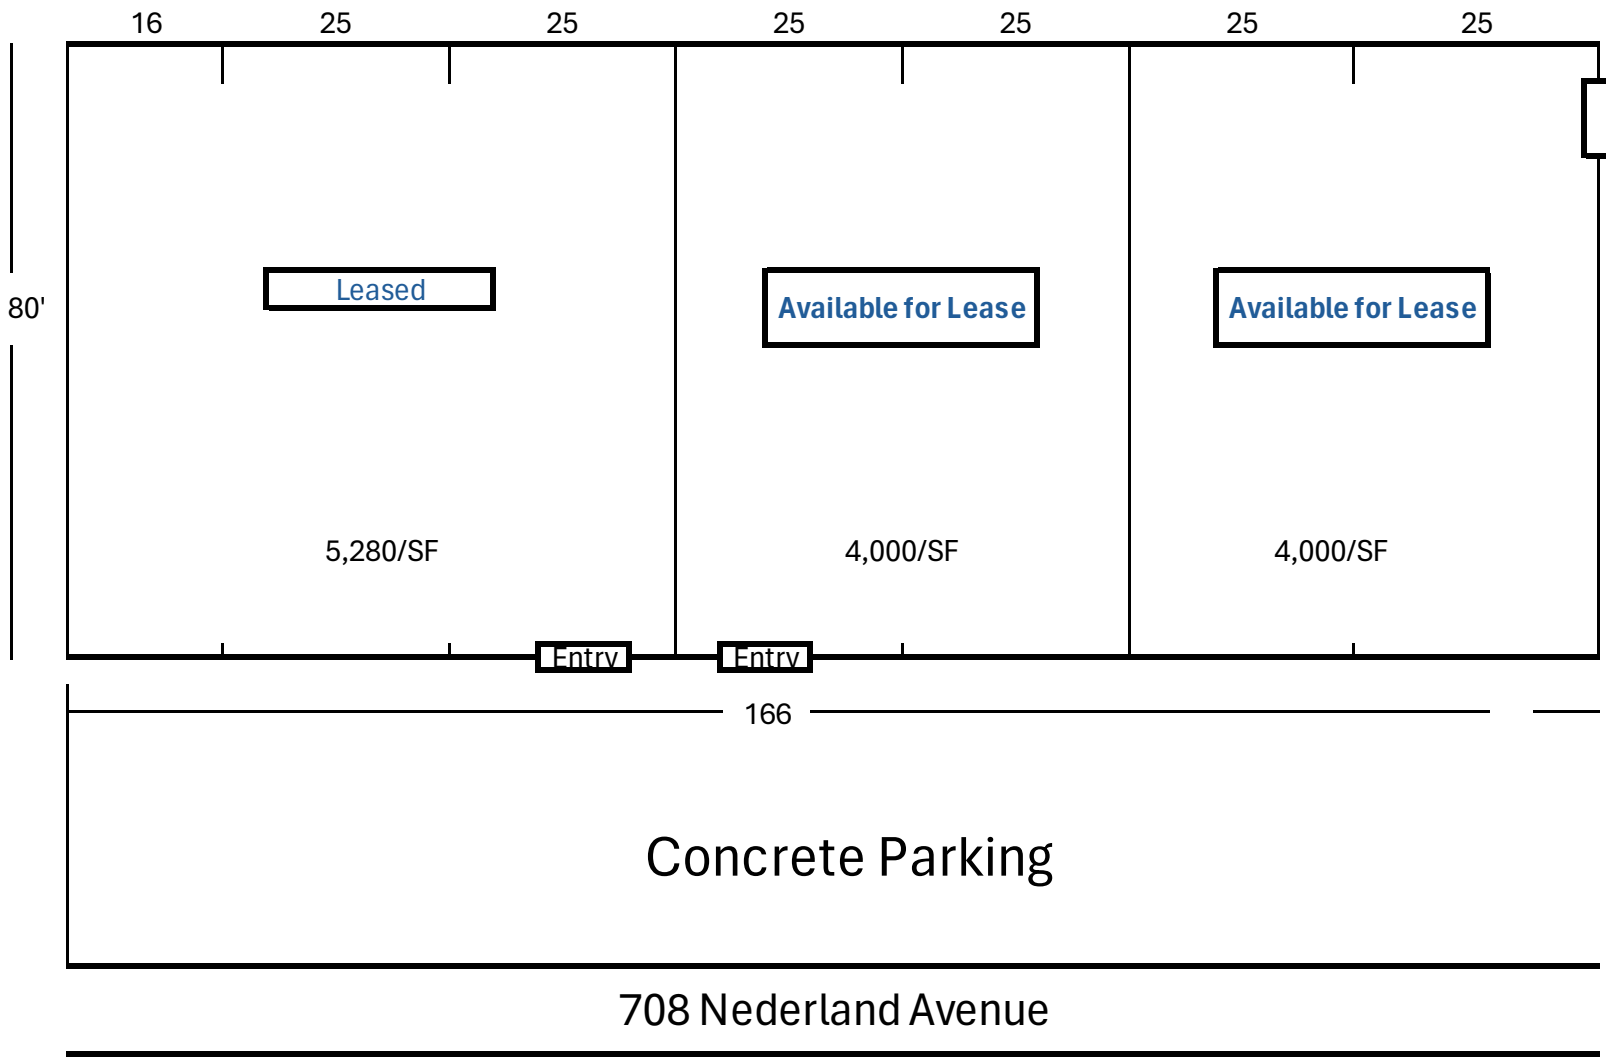 16 25 25 25 25 25 25
Leased
Available for Lease
Available for Lease
80'
5,280/SF
4,000/SF
4,000/SF
Entry
Entry
166
Concrete Parking
708 Nederland Avenue